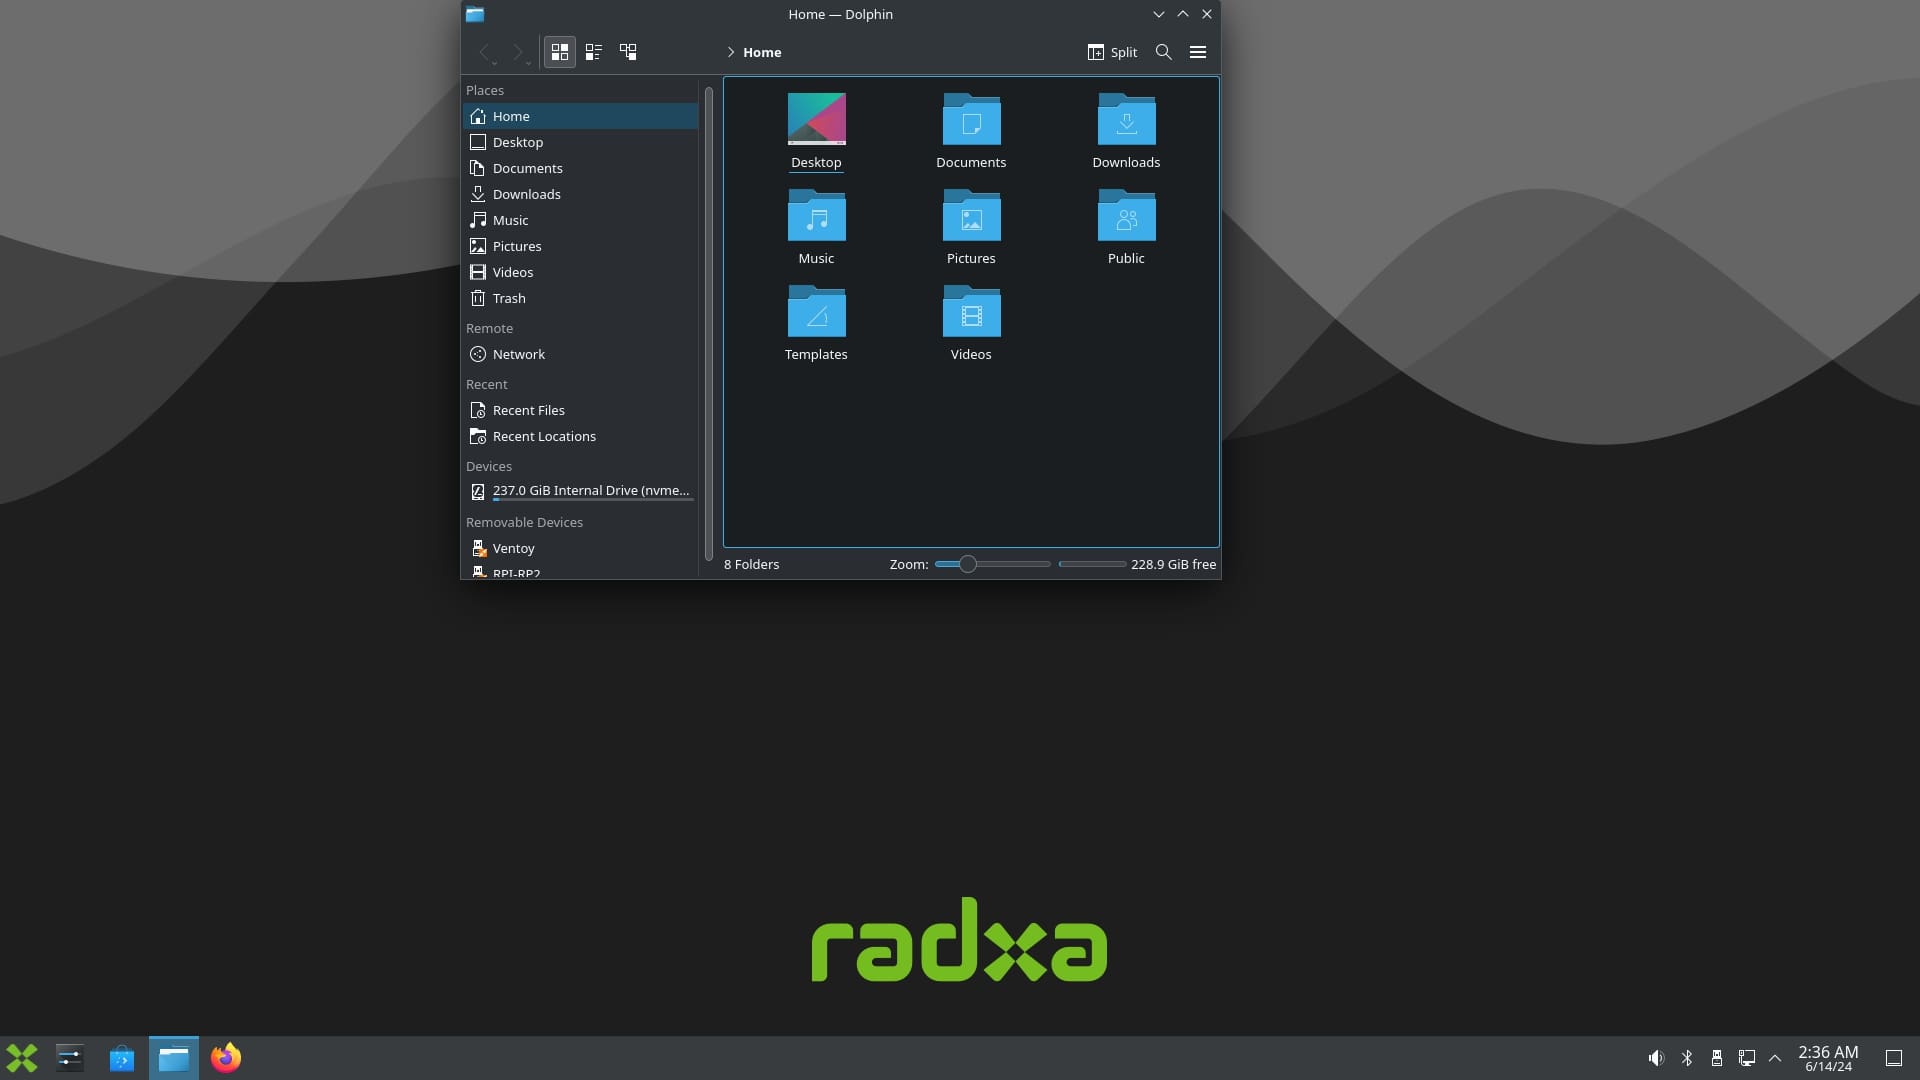 Home — Dolphin
Home
Split
Places
Home
Desktop
Documents
Downloads
Music
Pictures
Videos
Trash
Remote
Network
Recent
Recent Files
Recent Locations
Devices
237.0 GiB Internal Drive (nvme...
Removable Devices
Ventoy
RPI-RP2
Desktop
Documents
Downloads
Music
Pictures
Public
Templates
Videos
8 Folders
Zoom:
228.9 GiB free
radxa
2:36 AM
6/14/24